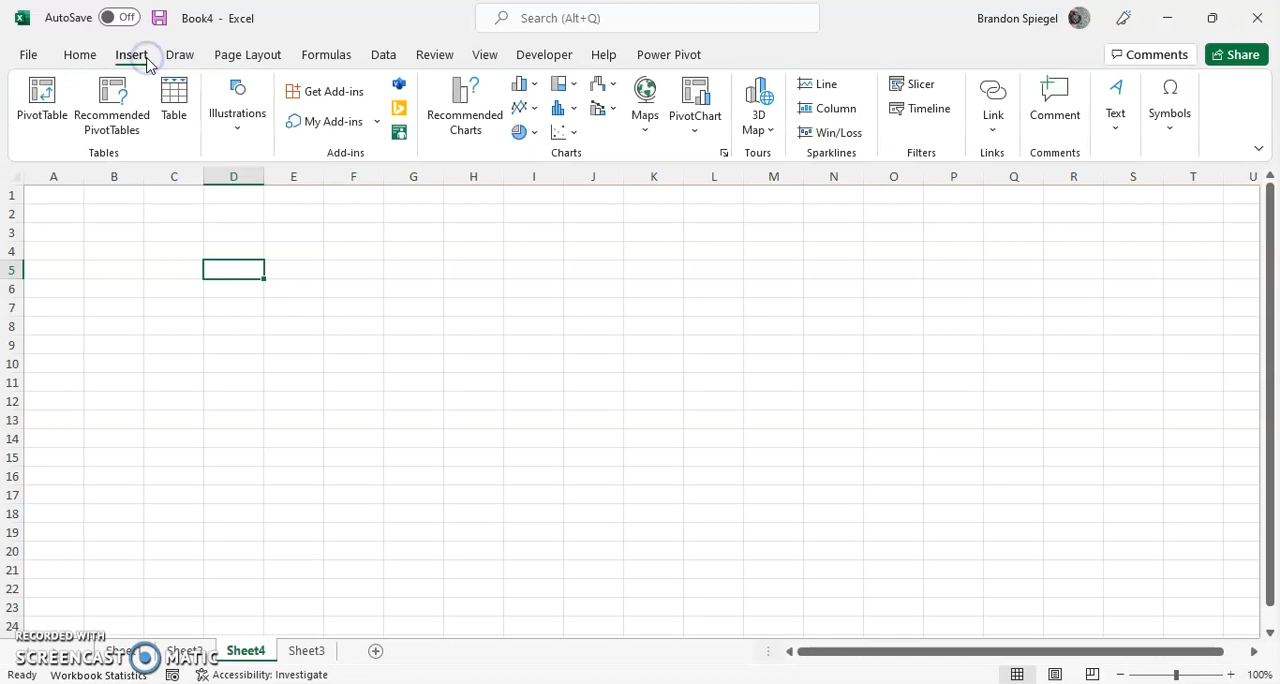 AutoSave Off Book4 - Excel Search (Alt+Q) Brandon Spiegel
File Home Insert Draw Page Layout Formulas Data Review View Developer Help Power Pivot Comments Share
PivotTable
Recommended
PivotTables
Table
Tables
Illustrations
Get Add-ins
My Add-ins
Add-ins
Recommended
Charts
Maps
PivotChart
Charts
3D
Map
Tours
Line
Column
Win/Loss
Sparklines
Slicer
Timeline
Filters
Link
Links
Comment
Comments
Text
Symbols
A B C D E F G H I J K L M N O P Q R S T U
1
2
3
4
5
6
7
8
9
10
11
12
13
14
15
16
17
18
19
20
21
22
23
24
RECORDED WITH
SCREENCAST MATIC
Sheet4 Sheet3
Ready Workbook Statistics Accessibility: Investigate 100%